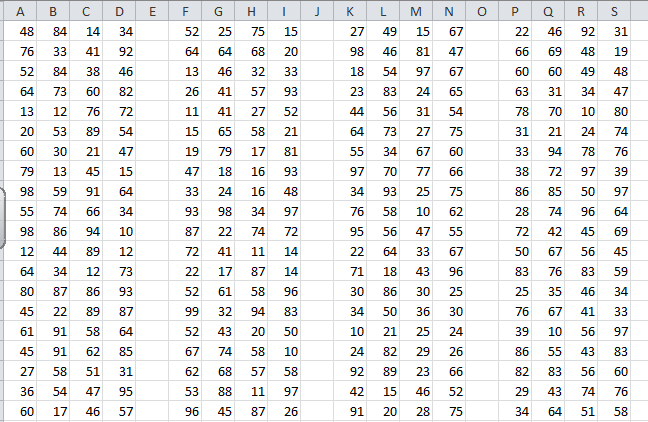 A B C D E F G H I J K L M N O P Q R S
48 84 14 34 52 25 75 15 27 49 15 67 22 46 92 31
76 33 41 92 64 64 68 20 98 46 81 47 66 69 48 19
52 84 38 46 13 46 32 33 18 54 97 67 60 60 49 48
64 73 60 82 26 41 57 93 23 83 24 65 63 31 34 47
13 12 76 72 11 41 27 52 44 56 31 54 78 70 10 80
20 53 89 54 15 65 58 21 64 73 27 75 31 21 24 74
60 30 21 47 19 79 17 81 55 34 67 60 33 94 78 76
79 13 45 15 47 18 16 93 97 70 77 66 38 72 97 39
98 59 91 64 33 24 16 48 34 93 25 75 86 85 50 97
55 74 66 34 93 98 34 97 76 58 10 62 28 74 96 64
98 86 94 10 87 22 74 72 95 56 47 55 72 42 45 69
12 44 89 12 72 41 11 14 22 64 33 67 50 67 56 45
64 34 12 73 22 17 87 14 71 18 43 96 83 76 83 59
80 87 86 93 52 61 58 96 30 86 30 25 25 35 46 34
45 22 89 87 99 32 94 83 34 50 36 30 76 67 41 33
61 91 58 64 52 43 20 50 10 21 25 24 39 10 56 97
45 91 62 85 67 74 58 10 24 82 29 26 86 55 43 83
27 58 51 31 62 68 57 58 92 89 23 66 82 83 56 60
36 54 47 95 53 88 11 97 42 15 46 52 29 43 74 76
60 17 46 57 96 45 87 26 91 20 28 75 34 64 51 58